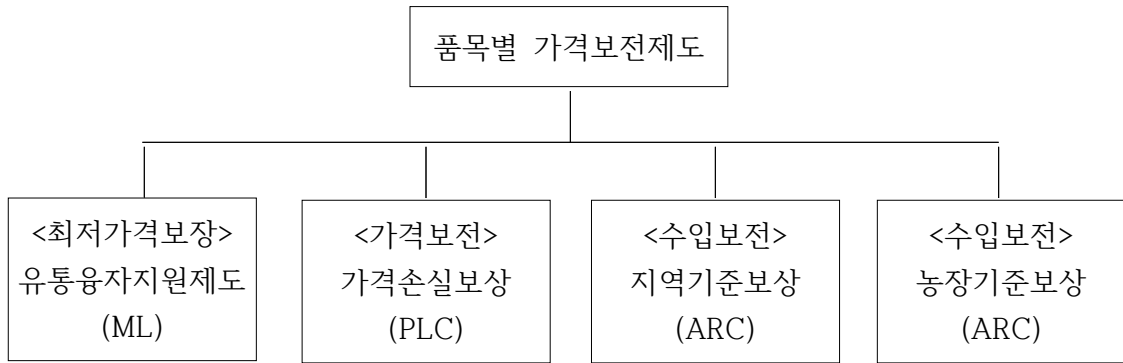 품목별 가격보전제도
<최저가격보장>
유통융자지원제도
(ML)
<가격보전>
가격손실보상
(PLC)
<수입보전>
지역기준보상
(ARC)
<수입보전>
농장기준보상
(ARC)